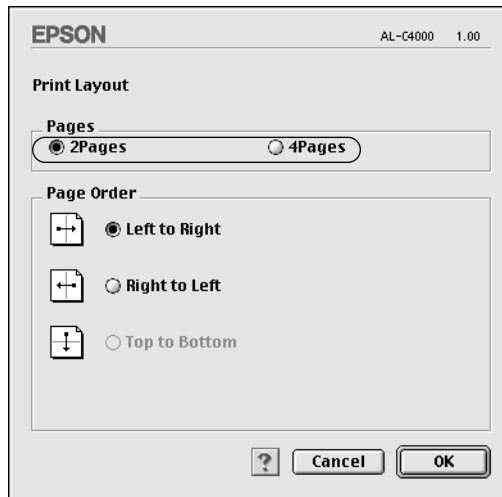 EPSON AL-C4000 1.00
Print Layout
Pages
2Pages 4Pages
Page Order
Left to Right
Right to Left
Top to Bottom
? Cancel OK